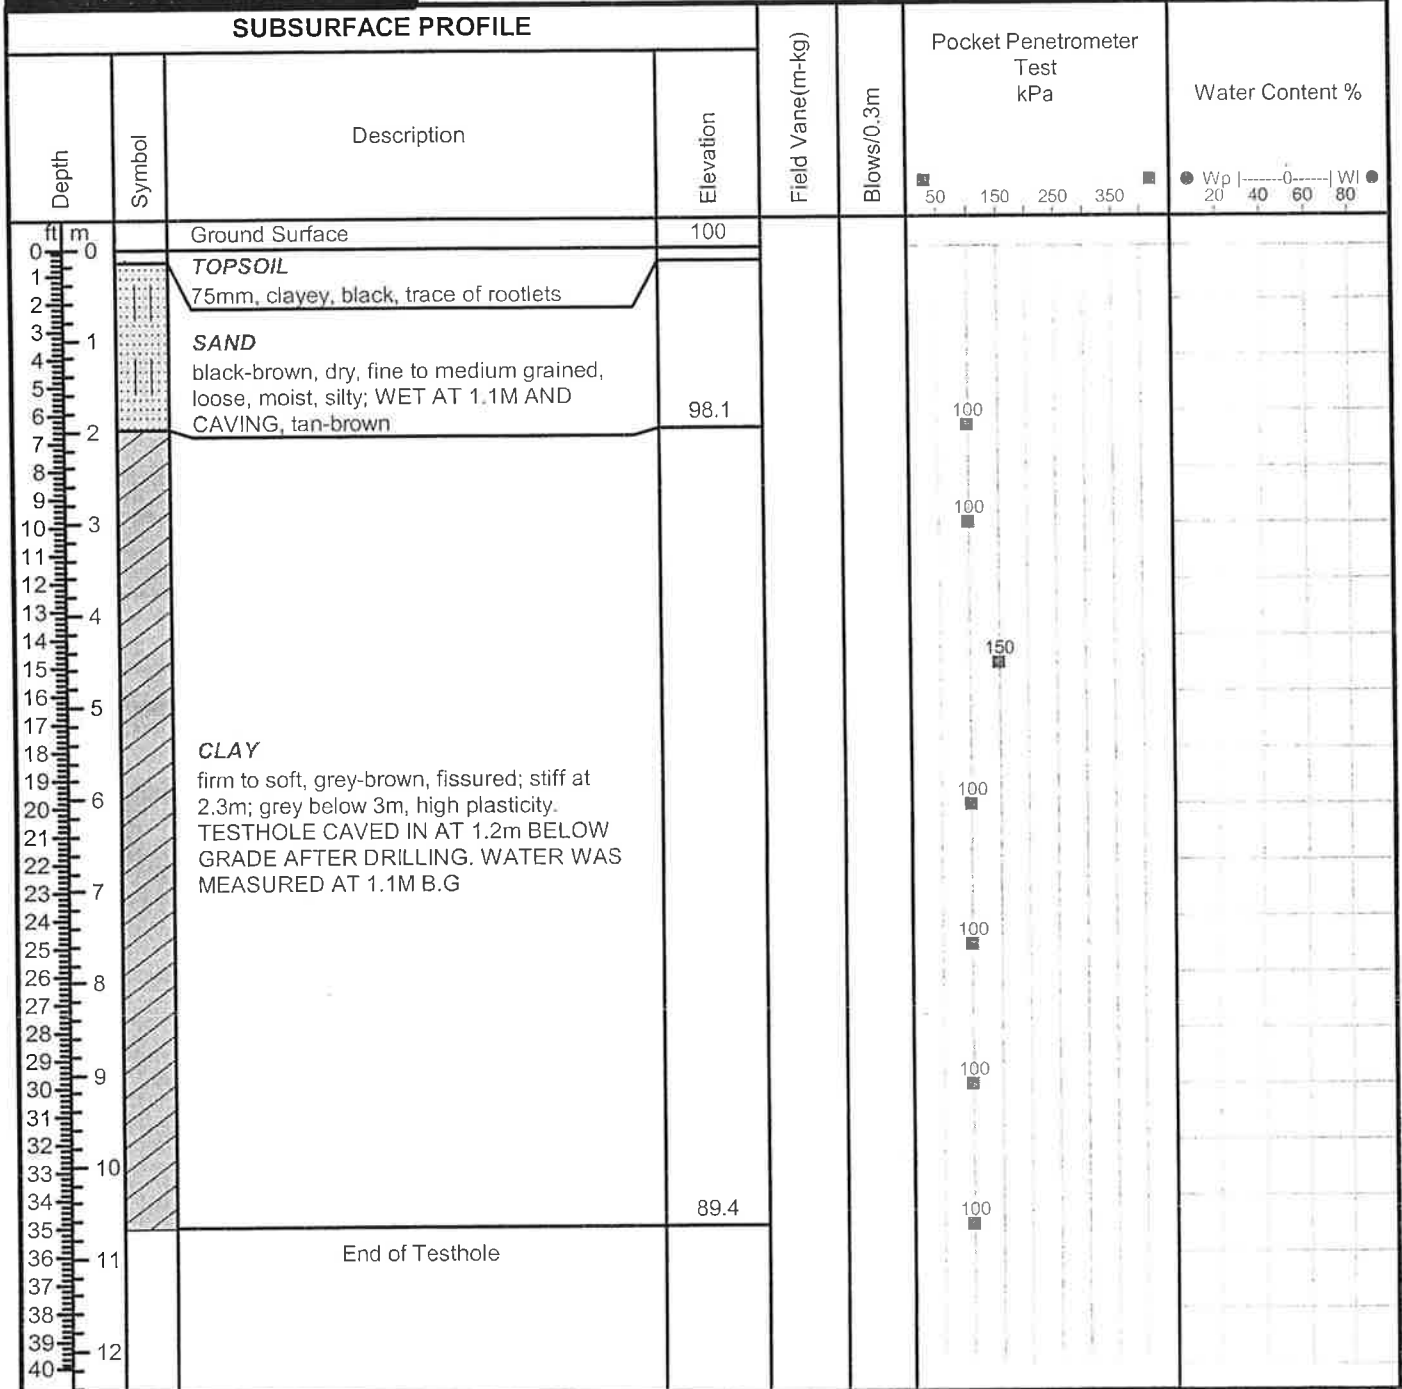 SUBSURFACE PROFILE
Depth
Symbol
Description
Elevation
Field Vane(m-kg)
Blows/0.3m
Pocket Penetrometer
Test
kPa
50 150 250 350
Water Content %
Wp |-------0------| Wl
20 40 60 80
ft m
Ground Surface
100
TOPSOIL
75mm, clayey, black, trace of rootlets
SAND
black-brown, dry, fine to medium grained,
loose, moist, silty; WET AT 1.1M AND
CAVING, tan-brown
98.1
CLAY
firm to soft, grey-brown, fissured; stiff at
2.3m; grey below 3m, high plasticity.
TESTHOLE CAVED IN AT 1.2m BELOW
GRADE AFTER DRILLING. WATER WAS
MEASURED AT 1.1M B.G
89.4
End of Testhole
0
1
2
3
4
5
6
7
8
9
10
11
12
13
14
15
16
17
18
19
20
21
22
23
24
25
26
27
28
29
30
31
32
33
34
35
36
37
38
39
40
0
1
2
3
4
5
6
7
8
9
10
11
12
100
100
150
100
100
100
100